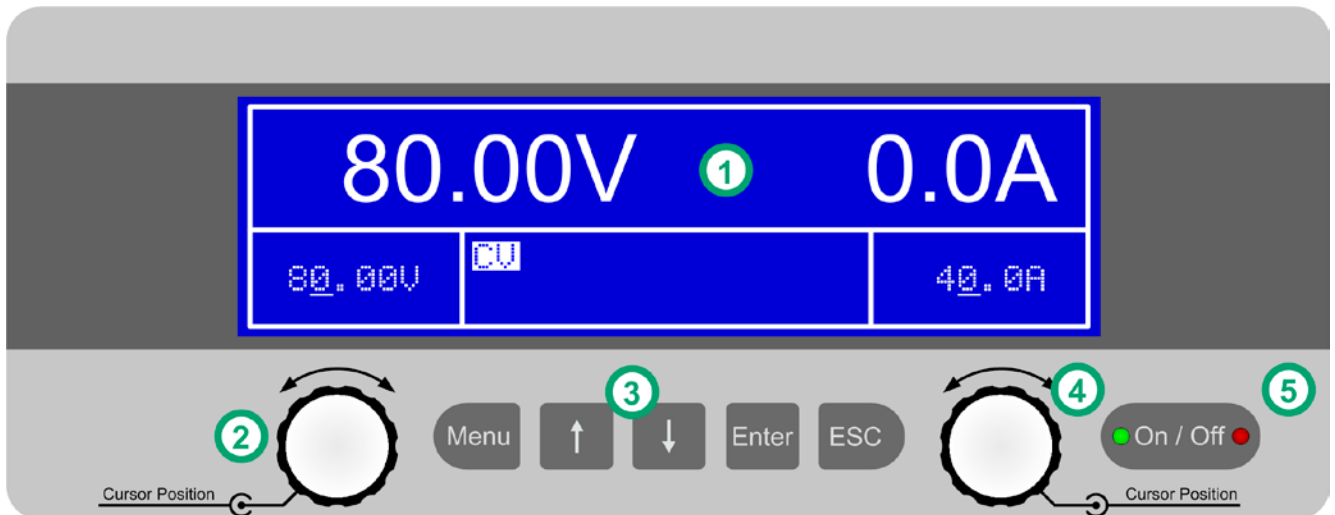 80.00V 1 0.0A
80.00V CV 40.0A
2 3 4 5
Menu ↑ ↓ Enter ESC On / Off
Cursor Position Cursor Position